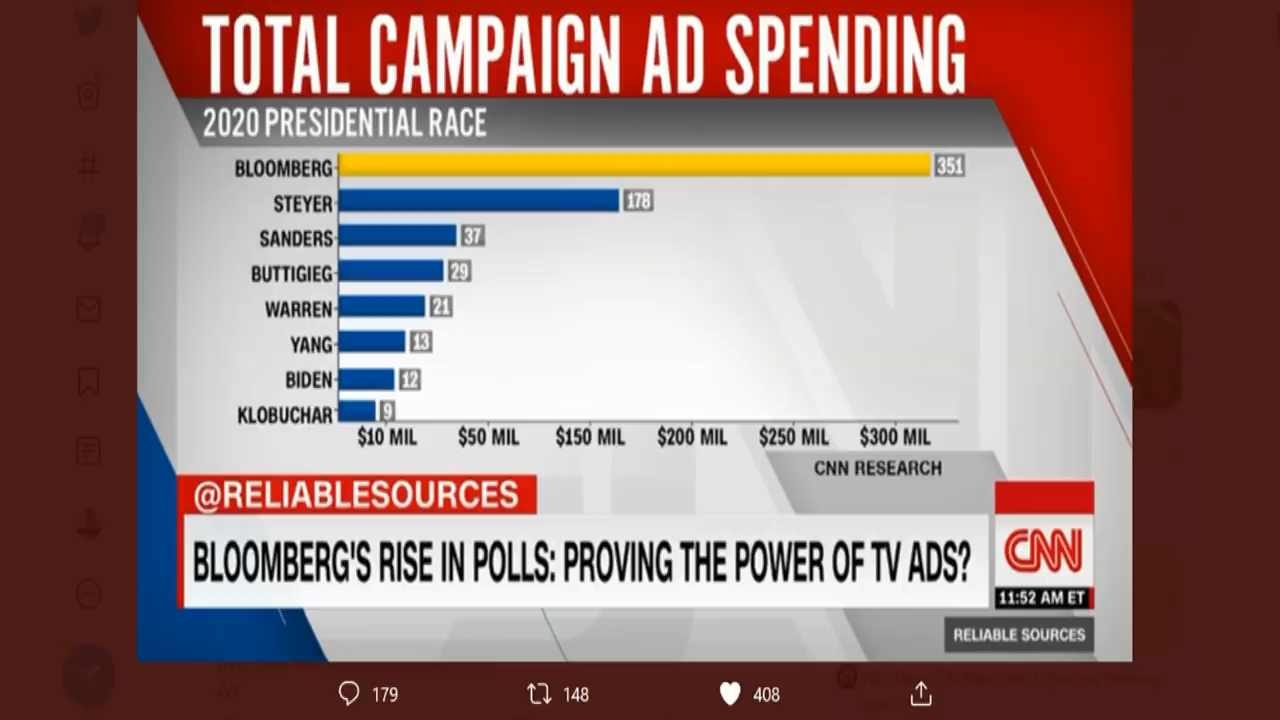 TOTAL CAMPAIGN AD SPENDING
2020 PRESIDENTIAL RACE
BLOOMBERG 351
STEYER 178
SANDERS 37
BUTTIGIEG 29
WARREN 21
YANG 13
BIDEN 12
KLOBUCHAR 9
$10 MIL $50 MIL $150 MIL $200 MIL $250 MIL $300 MIL
CNN RESEARCH
@RELIABLESOURCES
BLOOMBERG'S RISE IN POLLS: PROVING THE POWER OF TV ADS?
CNN
11:52 AM ET
RELIABLE SOURCES
179 148 408